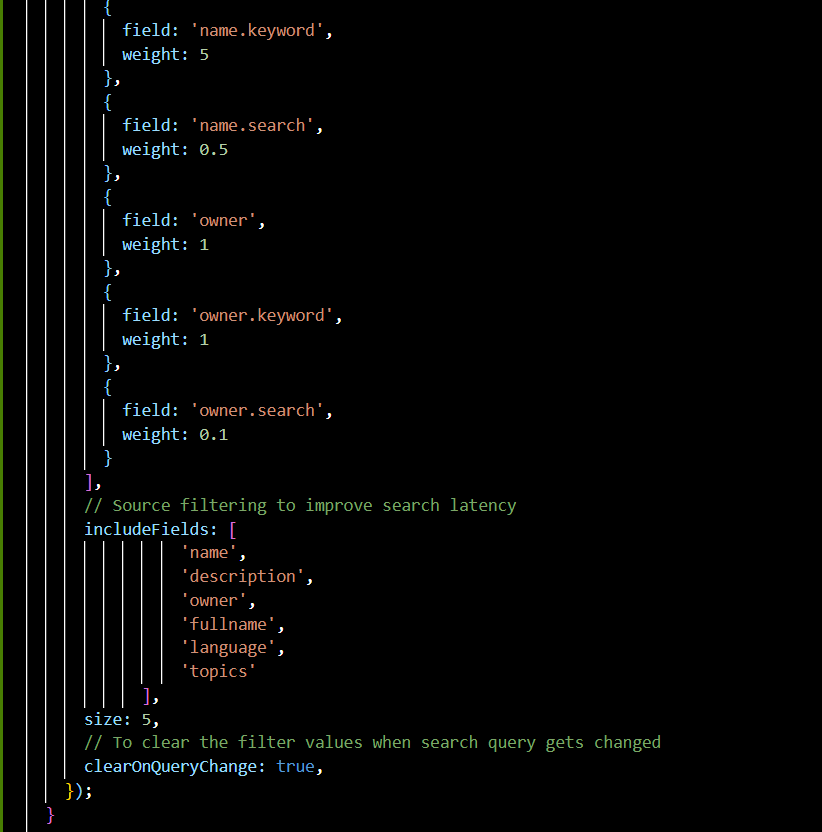 {
field: 'name.keyword',
weight: 5
},
{
field: 'name.search',
weight: 0.5
},
{
field: 'owner',
weight: 1
},
{
field: 'owner.keyword',
weight: 1
},
{
field: 'owner.search',
weight: 0.1
}
],
// Source filtering to improve search latency
includeFields: [
'name',
'description',
'owner',
'fullname',
'language',
'topics'
],
size: 5,
// To clear the filter values when search query gets changed
clearOnQueryChange: true,
});
}